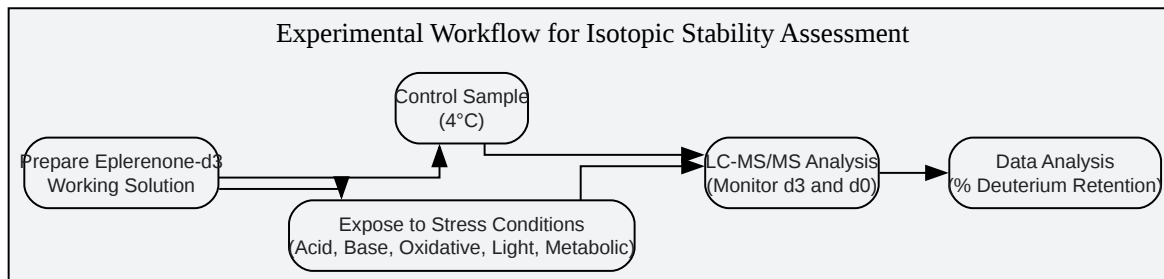 Experimental Workflow for Isotopic Stability Assessment
Control Sample
(4°C)
Prepare Eplerenone-d3
Working Solution
LC-MS/MS Analysis
(Monitor d3 and d0)
Data Analysis
(% Deuterium Retention)
Expose to Stress Conditions
(Acid, Base, Oxidative, Light, Metabolic)